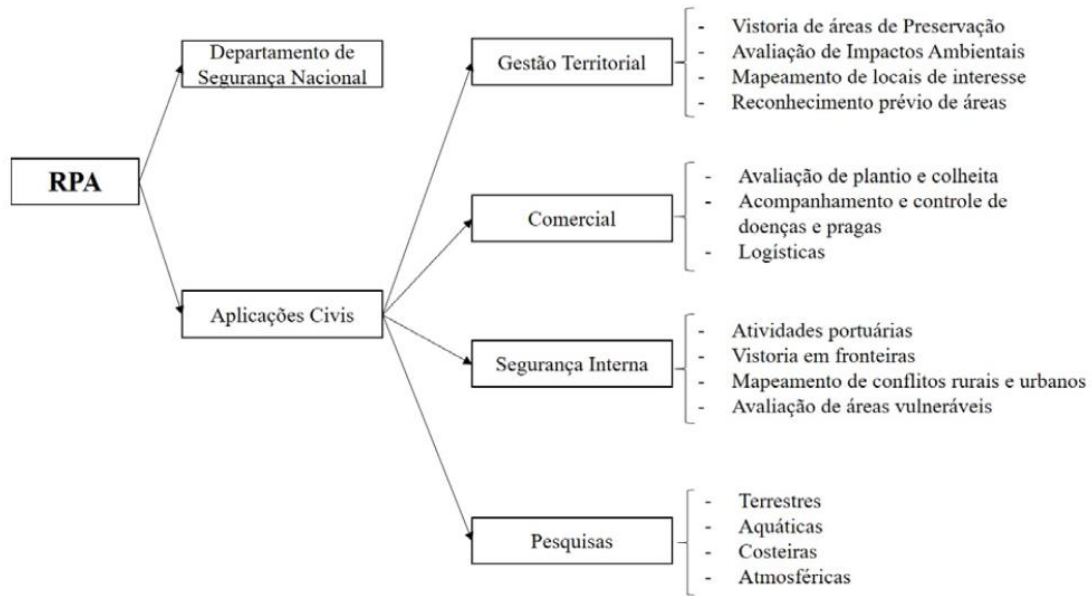 RPA
Departamento de
Segurança Nacional
Aplicações Civis
Gestão Territorial
- Vistoria de áreas de Preservação
- Avaliação de Impactos Ambientais
- Mapeamento de locais de interesse
- Reconhecimento prévio de áreas
Comercial
- Avaliação de plantio e colheita
- Acompanhamento e controle de
doenças e pragas
- Logísticas
Segurança Interna
- Atividades portuárias
- Vistoria em fronteiras
- Mapeamento de conflitos rurais e urbanos
- Avaliação de áreas vulneráveis
Pesquisas
- Terrestres
- Aquáticas
- Costeiras
- Atmosféricas